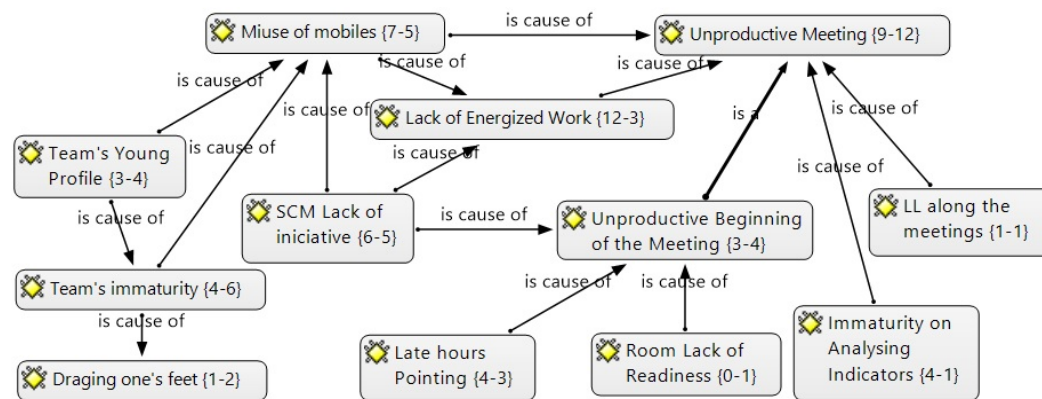 Miuse of mobiles {7-5}
is cause of
Unproductive Meeting {9-12}
is cause of
is cause of
is cause of
Lack of Energized Work {12-3}
is a
Team's Young
Profile {3-4}
is cause of
is cause of
SCM Lack of
iniciative {6-5}
is cause of
is cause of
is cause of
Unproductive Beginning
of the Meeting {3-4}
is cause of
LL along the
meetings {1-1}
is cause of
Team's immaturity {4-6}
is cause of
is cause of
is cause of
Late hours
Pointing {4-3}
Room Lack of
Readiness {0-1}
Immaturity on
Analysing
Indicators {4-1}
Draging one's feet {1-2}